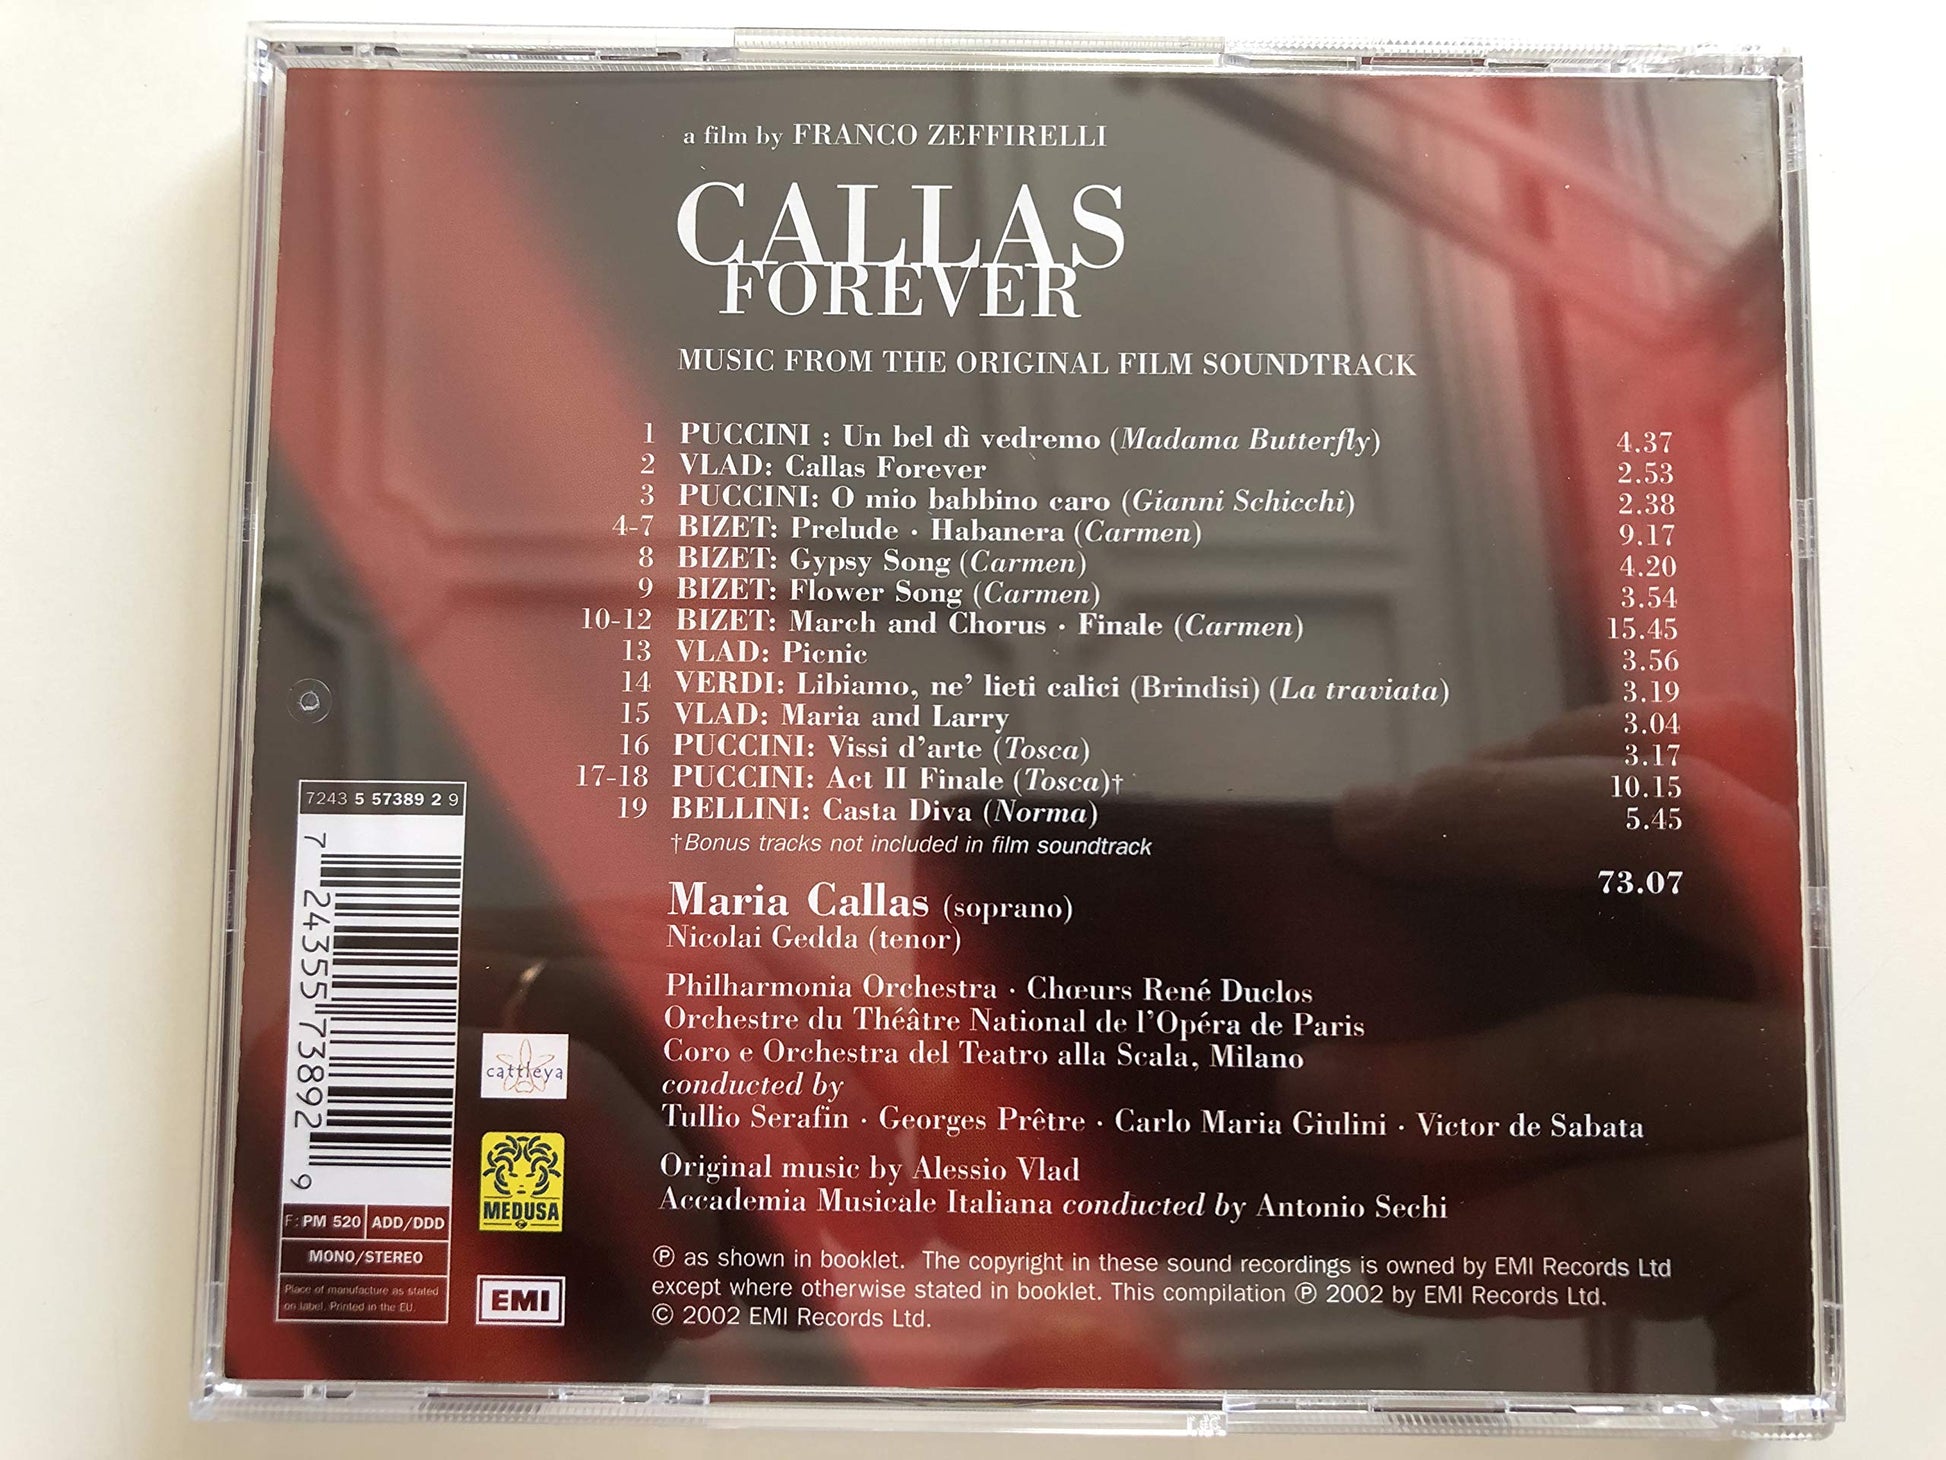 a film by FRANCO ZEFFIRELLI
CALLAS
FOREVER
MUSIC FROM THE ORIGINAL FILM SOUNDTRACK
1 PUCCINI : Un bel dì vedremo (Madama Butterfly) 4.37
2 VLAD: Callas Forever 2.53
3 PUCCINI: O mio babbino caro (Gianni Schicchi) 2.38
4-7 BIZET: Prelude · Habanera (Carmen) 9.17
8 BIZET: Gypsy Song (Carmen) 4.20
9 BIZET: Flower Song (Carmen) 3.54
10-12 BIZET: March and Chorus · Finale (Carmen) 15.45
13 VLAD: Picnic 3.56
14 VERDI: Libiamo, ne' lieti calici (Brindisi) (La traviata) 3.19
15 VLAD: Maria and Larry 3.04
16 PUCCINI: Vissi d'arte (Tosca) 3.17
17-18 PUCCINI: Act II Finale (Tosca)† 10.15
19 BELLINI: Casta Diva (Norma) 5.45
†Bonus tracks not included in film soundtrack
73.07
Maria Callas (soprano)
Nicolai Gedda (tenor)
Philharmonia Orchestra · Chœurs René Duclos
Orchestre du Théâtre National de l'Opéra de Paris
Coro e Orchestra del Teatro alla Scala, Milano
conducted by
Tullio Serafin · Georges Prêtre · Carlo Maria Giulini · Victor de Sabata
Original music by Alessio Vlad
Accademia Musicale Italiana conducted by Antonio Sechi
℗ as shown in booklet. The copyright in these sound recordings is owned by EMI Records Ltd
except where otherwise stated in booklet. This compilation ℗ 2002 by EMI Records Ltd.
© 2002 EMI Records Ltd.
7243 5 57389 2 9
7 24355 73892 9
F: PM 520 ADD/DDD
MONO/STEREO
Place of manufacture as stated
on label. Printed in the EU.
cattleya
MEDUSA
EMI